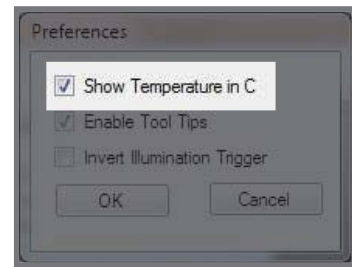 Preferences
Show Temperature in C
Enable Tool Tips
Invert Illumination Trigger
OK
Cancel